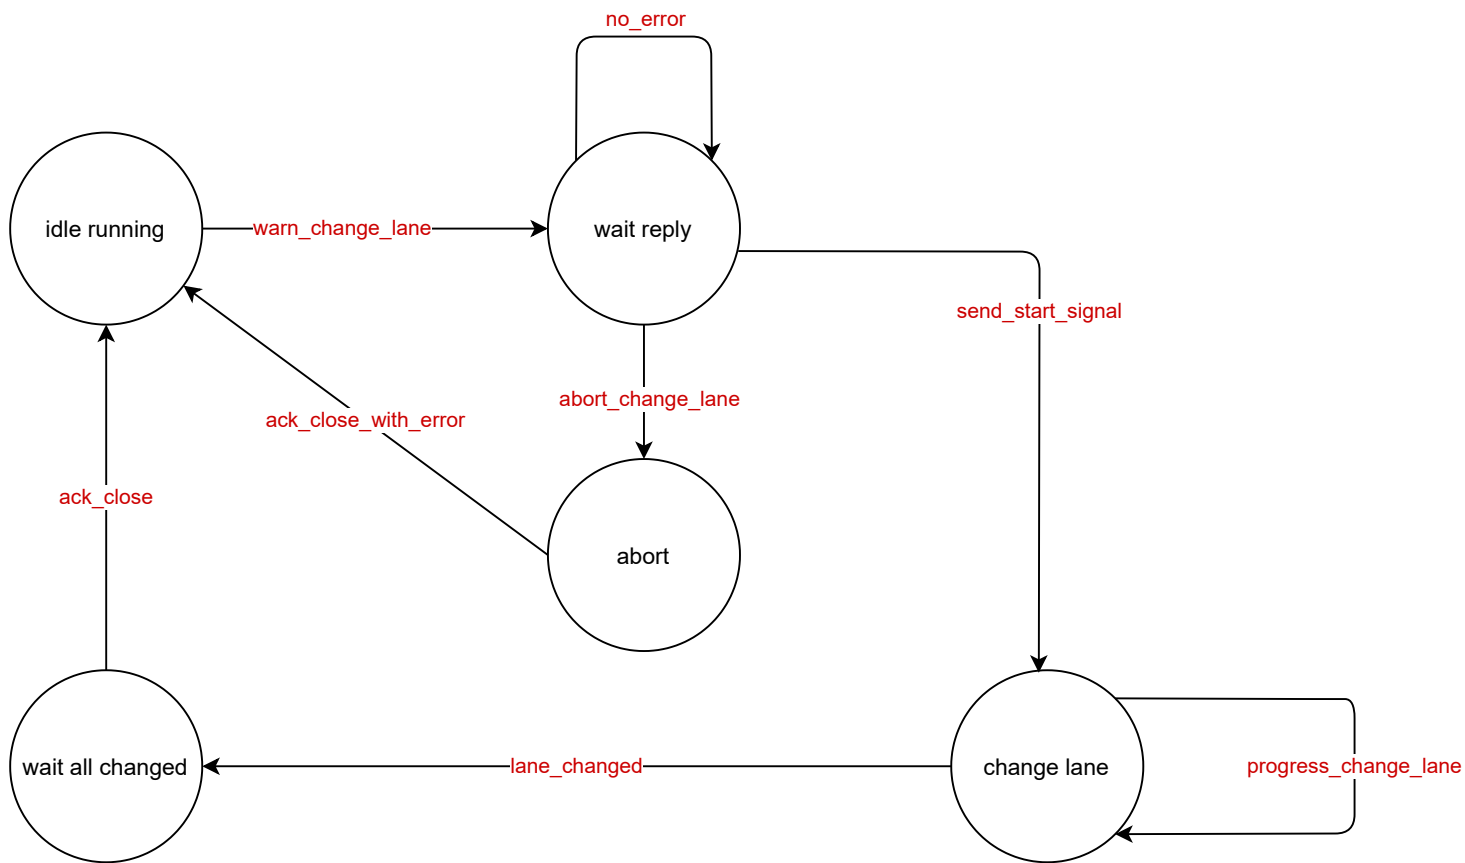 no_error
idle running
warn_change_lane
wait reply
send_start_signal
abort_change_lane
ack_close_with_error
ack_close
abort
wait all changed
lane_changed
change lane
progress_change_lane